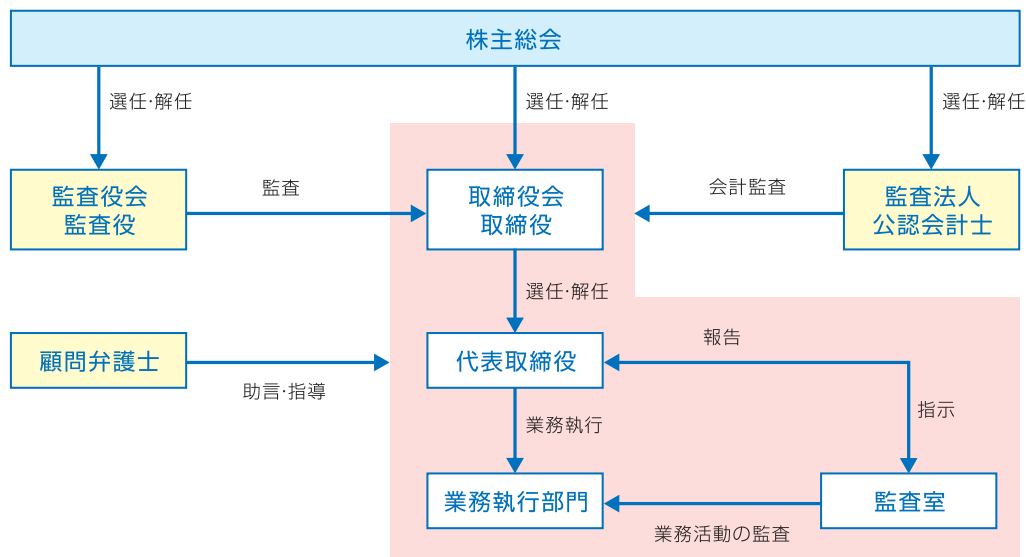 株主総会
選任･解任
選任･解任
選任･解任
監査役会
監査役
監査
取締役会
取締役
会計監査
監査法人
公認会計士
選任･解任
顧問弁護士
助言･指導
代表取締役
報告
指示
業務執行
業務執行部門
業務活動の監査
監査室